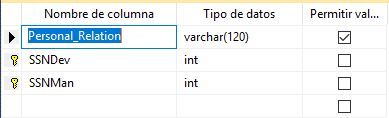 Nombre de columna Tipo de datos Permitir val...
Personal_Relation varchar(120)
SSNDev int
SSNMan int